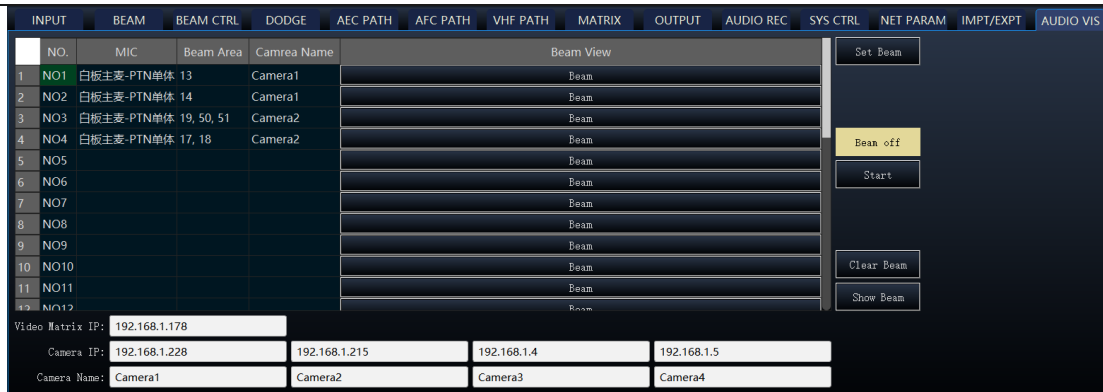 INPUT BEAM BEAM CTRL DODGE AEC PATH AFC PATH VHF PATH MATRIX OUTPUT AUDIO REC SYS CTRL NET PARAM IMPT/EXPT AUDIO VIS
NO. MIC Beam Area Camrea Name Beam View Set Beam
1 NO1 白板主麦-PTN单体 13 Camera1 Beam
2 NO2 白板主麦-PTN单体 14 Camera1 Beam
3 NO3 白板主麦-PTN单体 19, 50, 51 Camera2 Beam
4 NO4 白板主麦-PTN单体 17, 18 Camera2 Beam Beam off
5 NO5 Beam
6 NO6 Beam Start
7 NO7 Beam
8 NO8 Beam
9 NO9 Beam
10 NO10 Beam Clear Beam
11 NO11 Beam
12 NO12 Beam Show Beam
Video Matrix IP: 192.168.1.178
Camera IP: 192.168.1.228 192.168.1.215 192.168.1.4 192.168.1.5
Camera Name: Camera1 Camera2 Camera3 Camera4